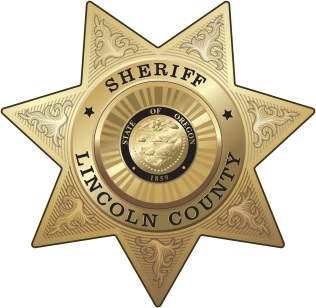 SHERIFF
STATE OF OREGON
1859
LINCOLN COUNTY